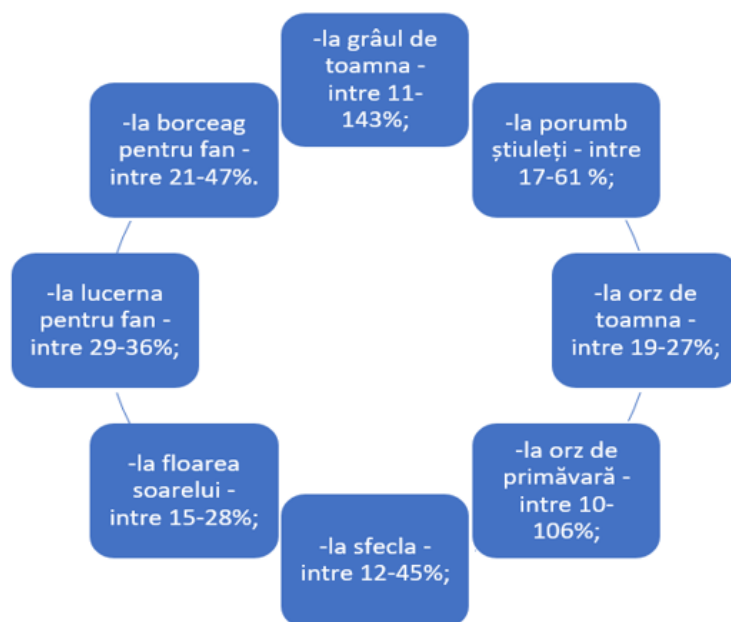 -la grâul de
toamna -
intre 11-
143%;
-la porumb
știuleți - intre
17-61 %;
-la orz de
toamna -
intre 19-27%;
-la orz de
primăvară -
intre 10-
106%;
-la sfecla -
intre 12-45%;
-la floarea
soarelui -
intre 15-28%;
-la lucerna
pentru fan -
intre 29-36%;
-la borceag
pentru fan -
intre 21-47%.